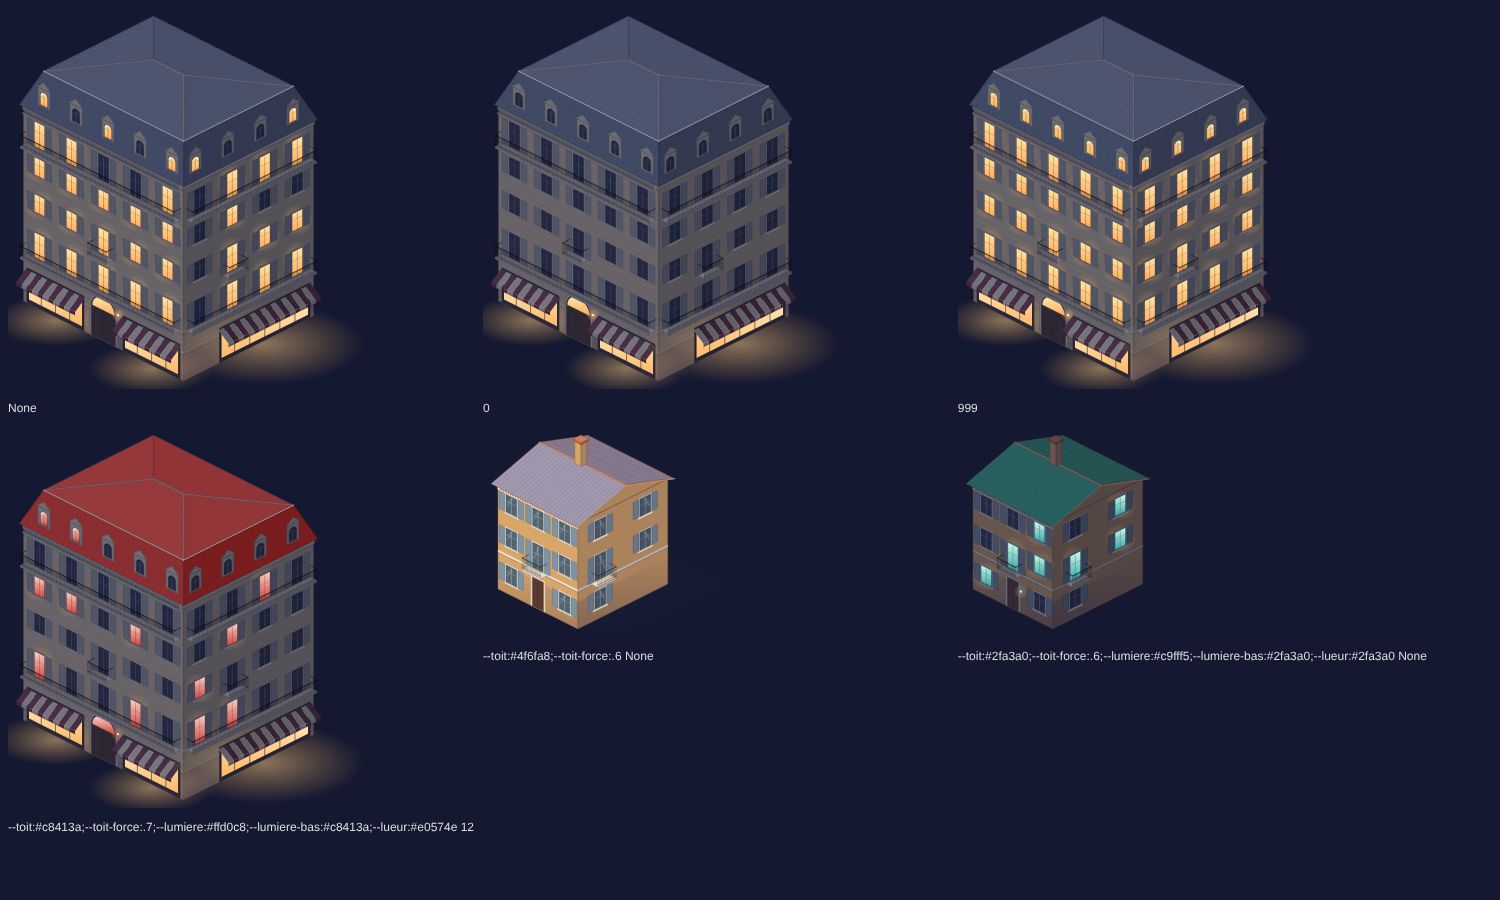 None
0
999
--toit:#4f6fa8;--toit-force:.6 None
--toit:#2fa3a0;--toit-force:.6;--lumiere:#c9fff5;--lumiere-bas:#2fa3a0;--lueur:#2fa3a0 None
--toit:#c8413a;--toit-force:.7;--lumiere:#ffd0c8;--lumiere-bas:#c8413a;--lueur:#e0574e 12